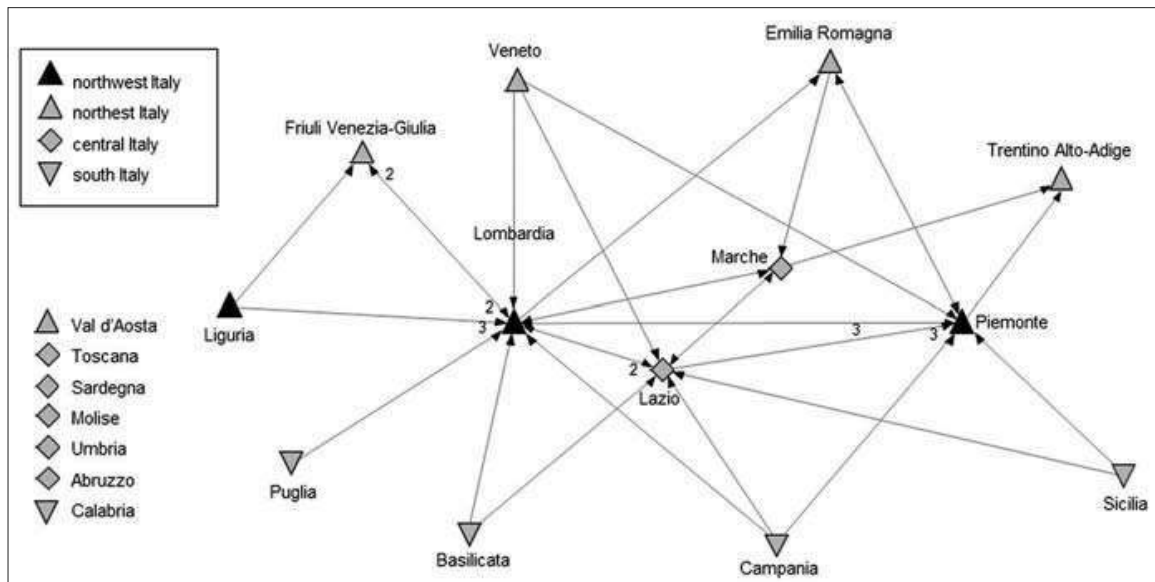 northwest Italy
northest Italy
central Italy
south Italy
Veneto
Emilia Romagna
Friuli Venezia-Giulia
2
Trentino Alto-Adige
Lombardia
Marche
2
3
Liguria
3
3
Piemonte
2
Lazio
Val d'Aosta
Toscana
Sardegna
Molise
Umbria
Abruzzo
Calabria
Puglia
Basilicata
Campania
Sicilia